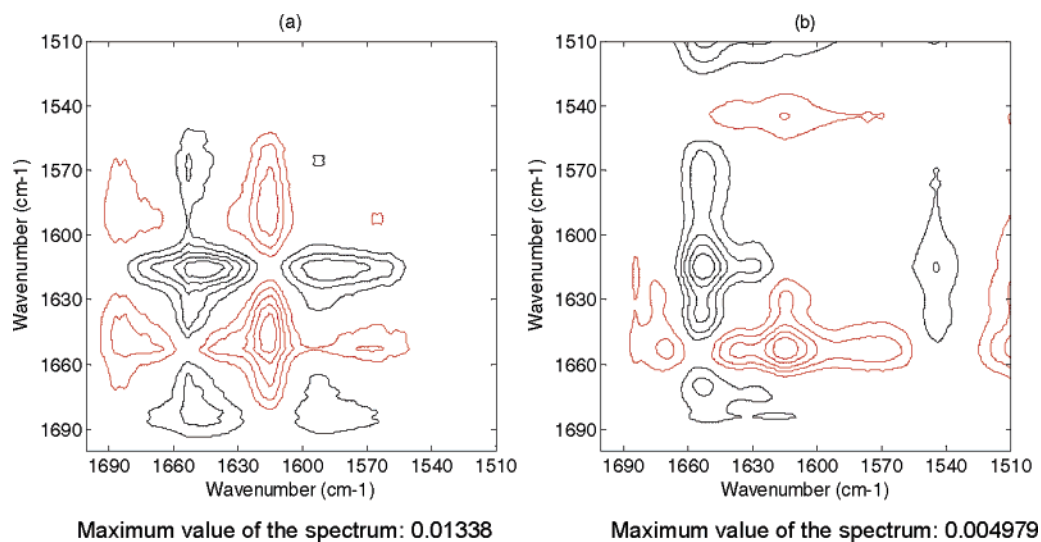 (a)
(b)
1510
1540
1570
1600
1630
1660
1690
Wavenumber (cm-1)
1690 1660 1630 1600 1570 1540 1510
Wavenumber (cm-1)
1510
1540
1570
1600
1630
1660
1690
Wavenumber (cm-1)
1690 1660 1630 1600 1570 1540 1510
Wavenumber (cm-1)
Maximum value of the spectrum: 0.01338
Maximum value of the spectrum: 0.004979